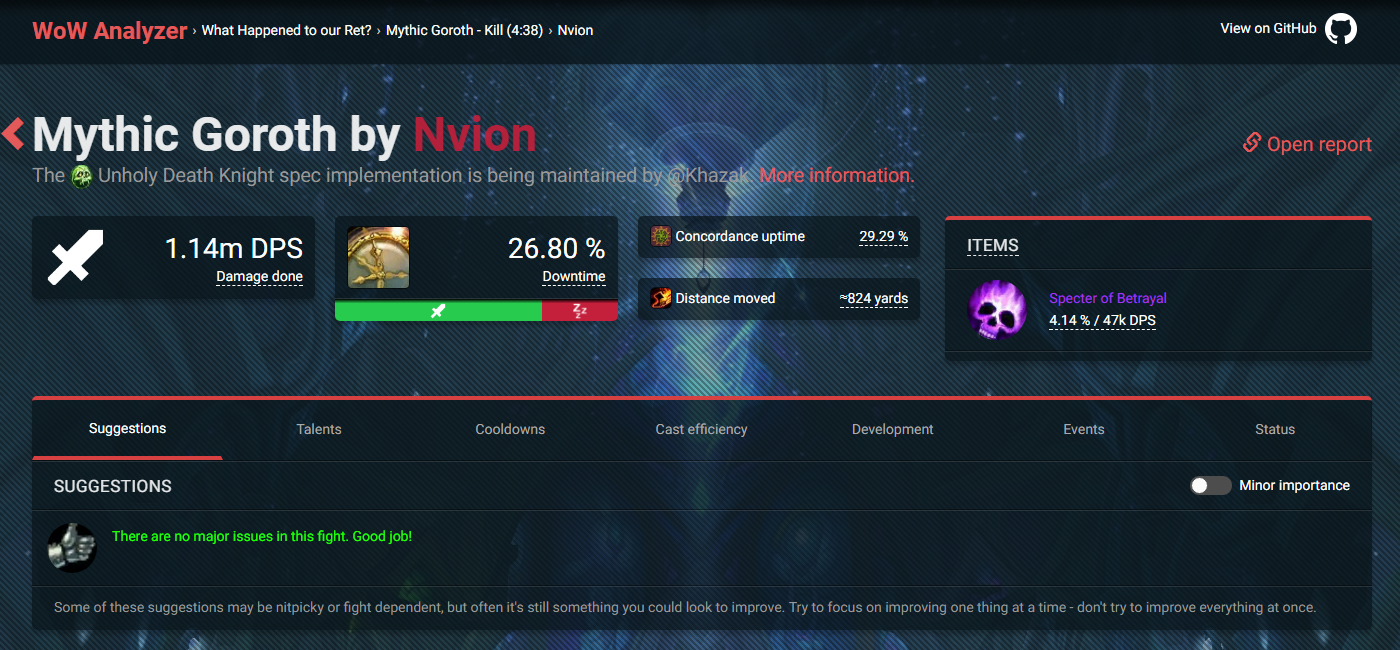 WoW Analyzer › What Happened to our Ret? › Mythic Goroth - Kill (4:38) › Nvion
View on GitHub
Mythic Goroth by Nvion
Open report
The Unholy Death Knight spec implementation is being maintained by @Khazak. More information.
1.14m DPS
Damage done
26.80 %
Downtime
Concordance uptime 29.29 %
Distance moved ≈824 yards
ITEMS
Specter of Betrayal
4.14 % / 47k DPS
Suggestions Talents Cooldowns Cast efficiency Development Events Status
SUGGESTIONS
Minor importance
There are no major issues in this fight. Good job!
Some of these suggestions may be nitpicky or fight dependent, but often it's still something you could look to improve. Try to focus on improving one thing at a time - don't try to improve everything at once.